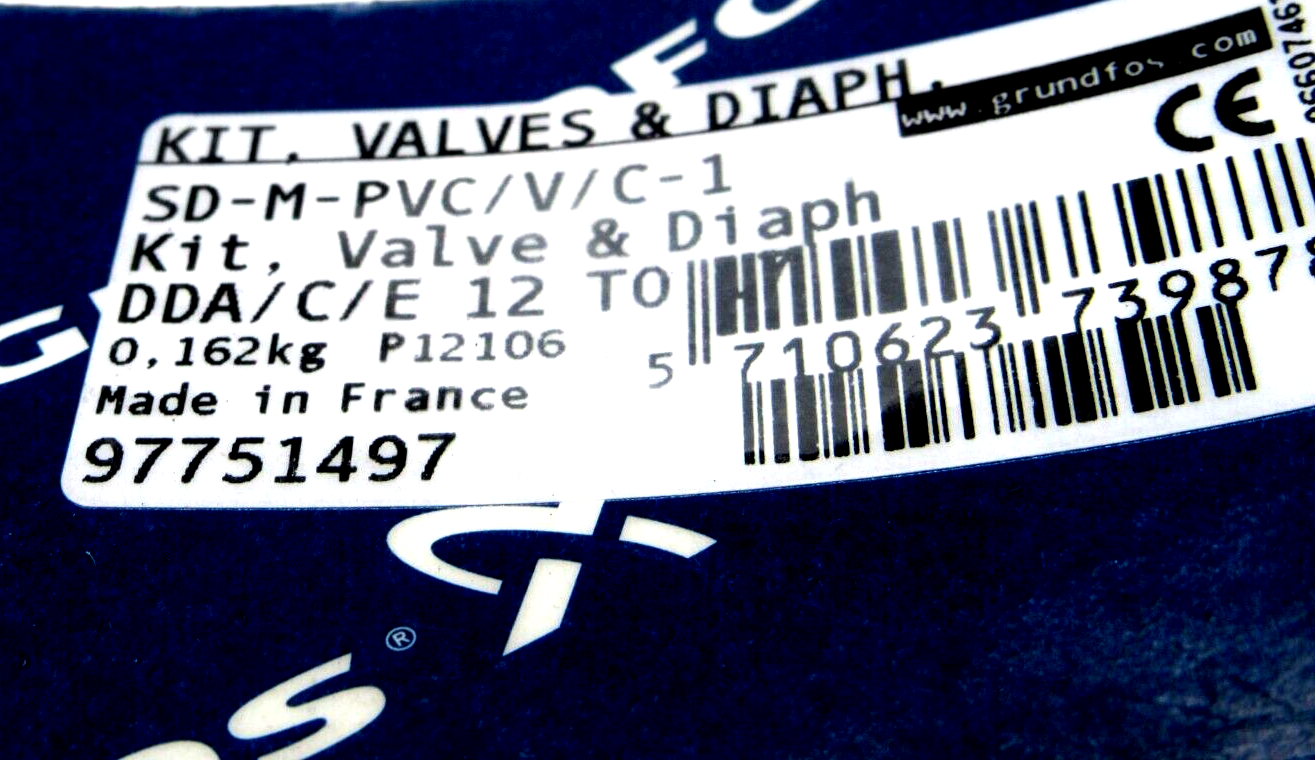 KIT, VALVES & DIAPH.
www.grundfos.com
CE
SD-M-PVC/V/C-1
Kit, Valve & Diaph
DDA/C/E 12 TO
0,162kg P12106
Made in France
97751497
5 710623 73987
®